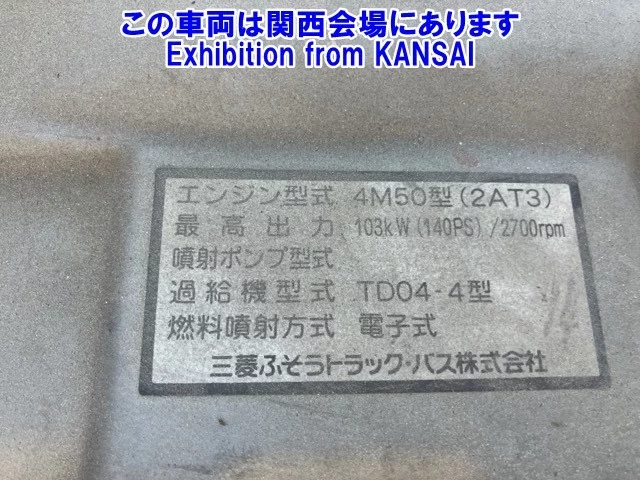 この車両は関西会場にあります
Exhibition from KANSAI
エンジン型式 4M50型(2AT3)
最高出力 103kW(140PS)/2700rpm
噴射ポンプ型式
過給機型式 TD04-4型
燃料噴射方式 電子式
三菱ふそうトラック・バス株式会社